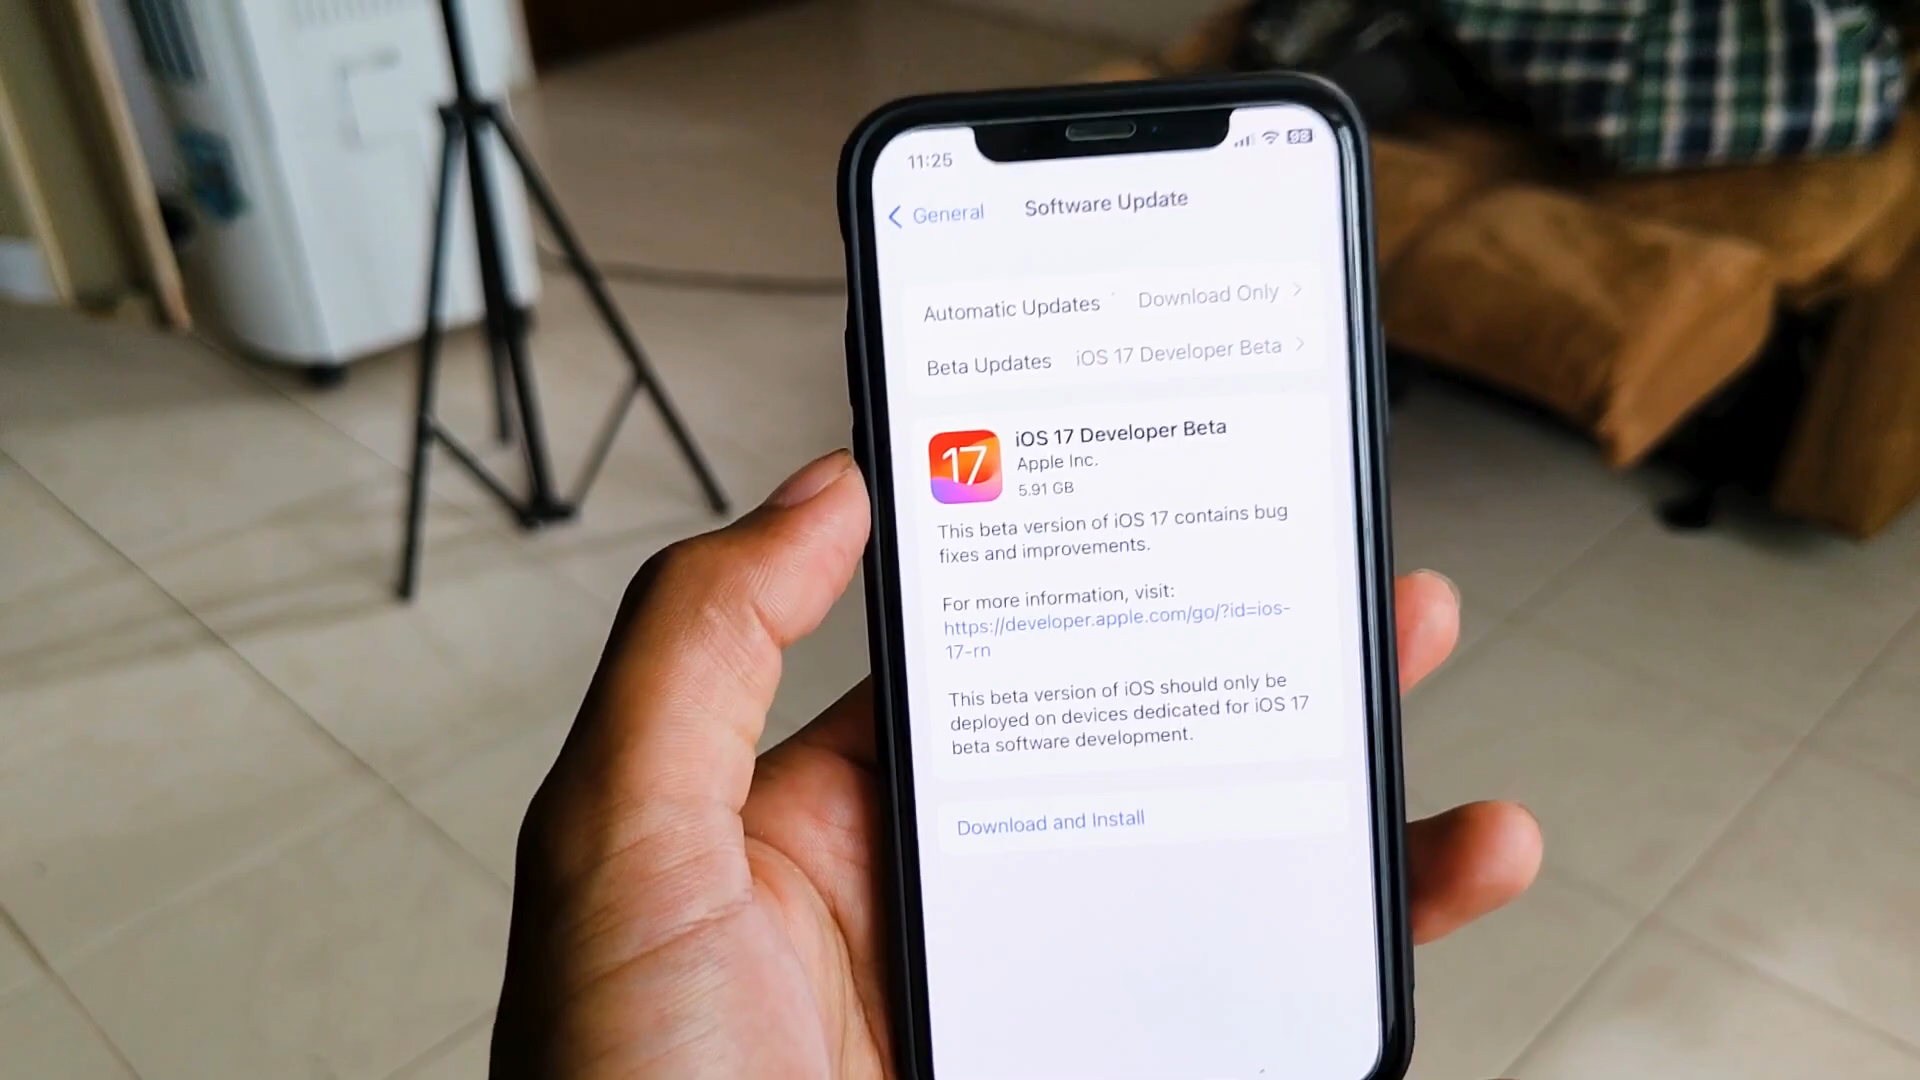 11:25
98
General
Software Update
Automatic Updates
Download Only
Beta Updates
iOS 17 Developer Beta
17
iOS 17 Developer Beta
Apple Inc.
5.91 GB
This beta version of iOS 17 contains bug
fixes and improvements.
For more information, visit:
https://developer.apple.com/go/?id=ios-
17-rn
This beta version of iOS should only be
deployed on devices dedicated for iOS 17
beta software development.
Download and Install